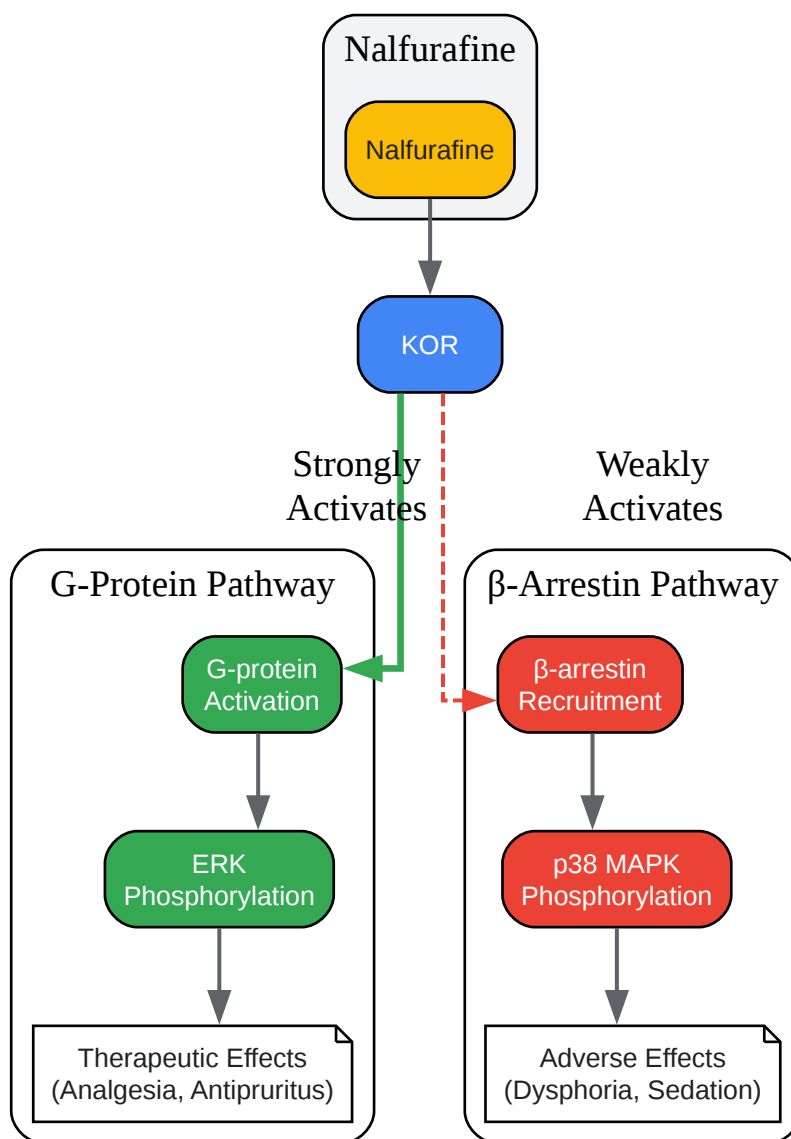 Nalfurafine
Nalfurafine
KOR
Strongly
Activates
Weakly
Activates
G-Protein Pathway
G-protein
Activation
ERK
Phosphorylation
Therapeutic Effects
(Analgesia, Antipruritus)
β-Arrestin Pathway
β-arrestin
Recruitment
p38 MAPK
Phosphorylation
Adverse Effects
(Dysphoria, Sedation)